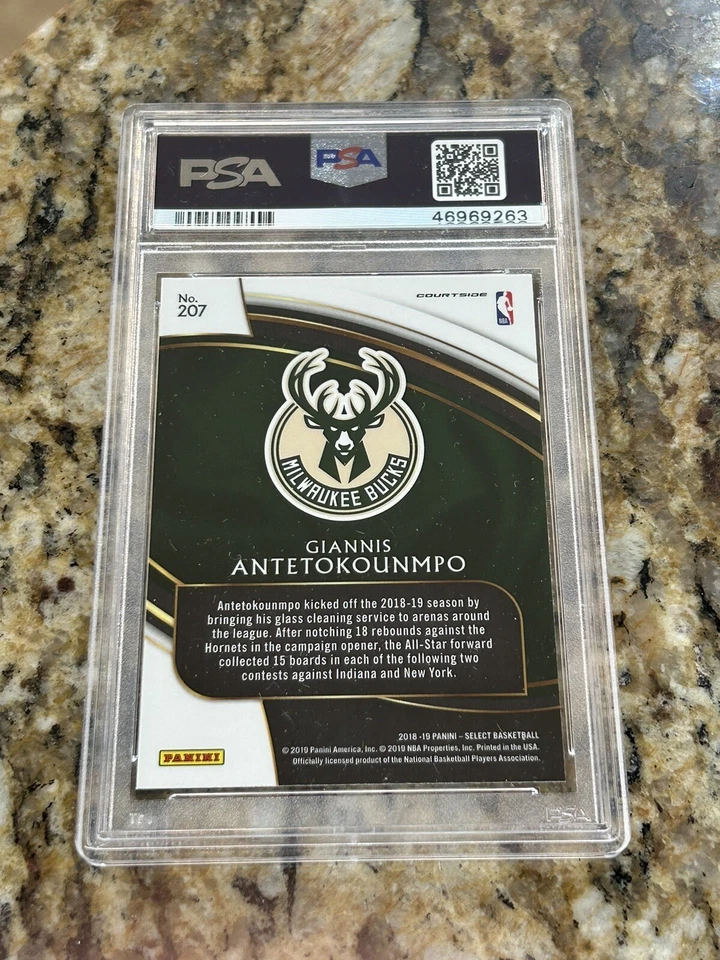 PSA
PSA
46969263
No.
207
COURTSIDE
NBA
MILWAUKEE BUCKS
GIANNIS
ANTETOKOUNMPO
Antetokounmpo kicked off the 2018-19 season by
bringing his glass cleaning service to arenas around
the league. After notching 18 rebounds against the
Hornets in the campaign opener, the All-Star forward
collected 15 boards in each of the following two
contests against Indiana and New York.
2018 -19 PANINI – SELECT BASKETBALL
© 2019 Panini America, Inc. © 2019 NBA Properties, Inc. Printed in the USA.
Officially licensed product of the National Basketball Players Association.
PANINI
PSA